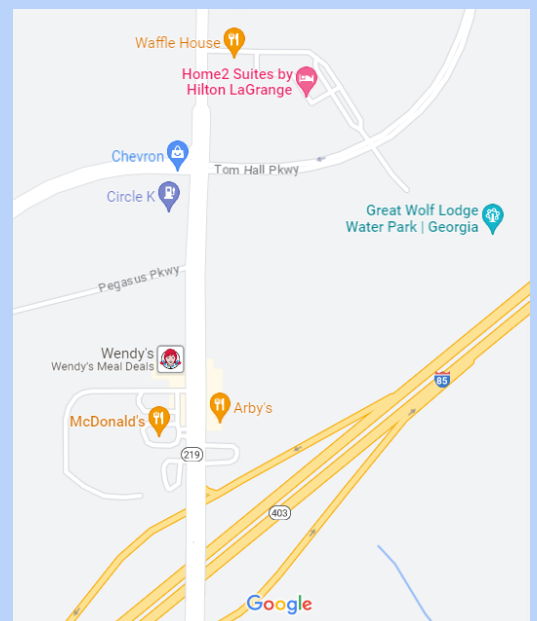 Waffle House
Home2 Suites by
Hilton LaGrange
Chevron
Tom Hall Pkwy
Circle K
Great Wolf Lodge
Water Park | Georgia
Pegasus Pkwy
Wendy's
Wendy's Meal Deals
85
McDonald's
Arby's
219
403
Google